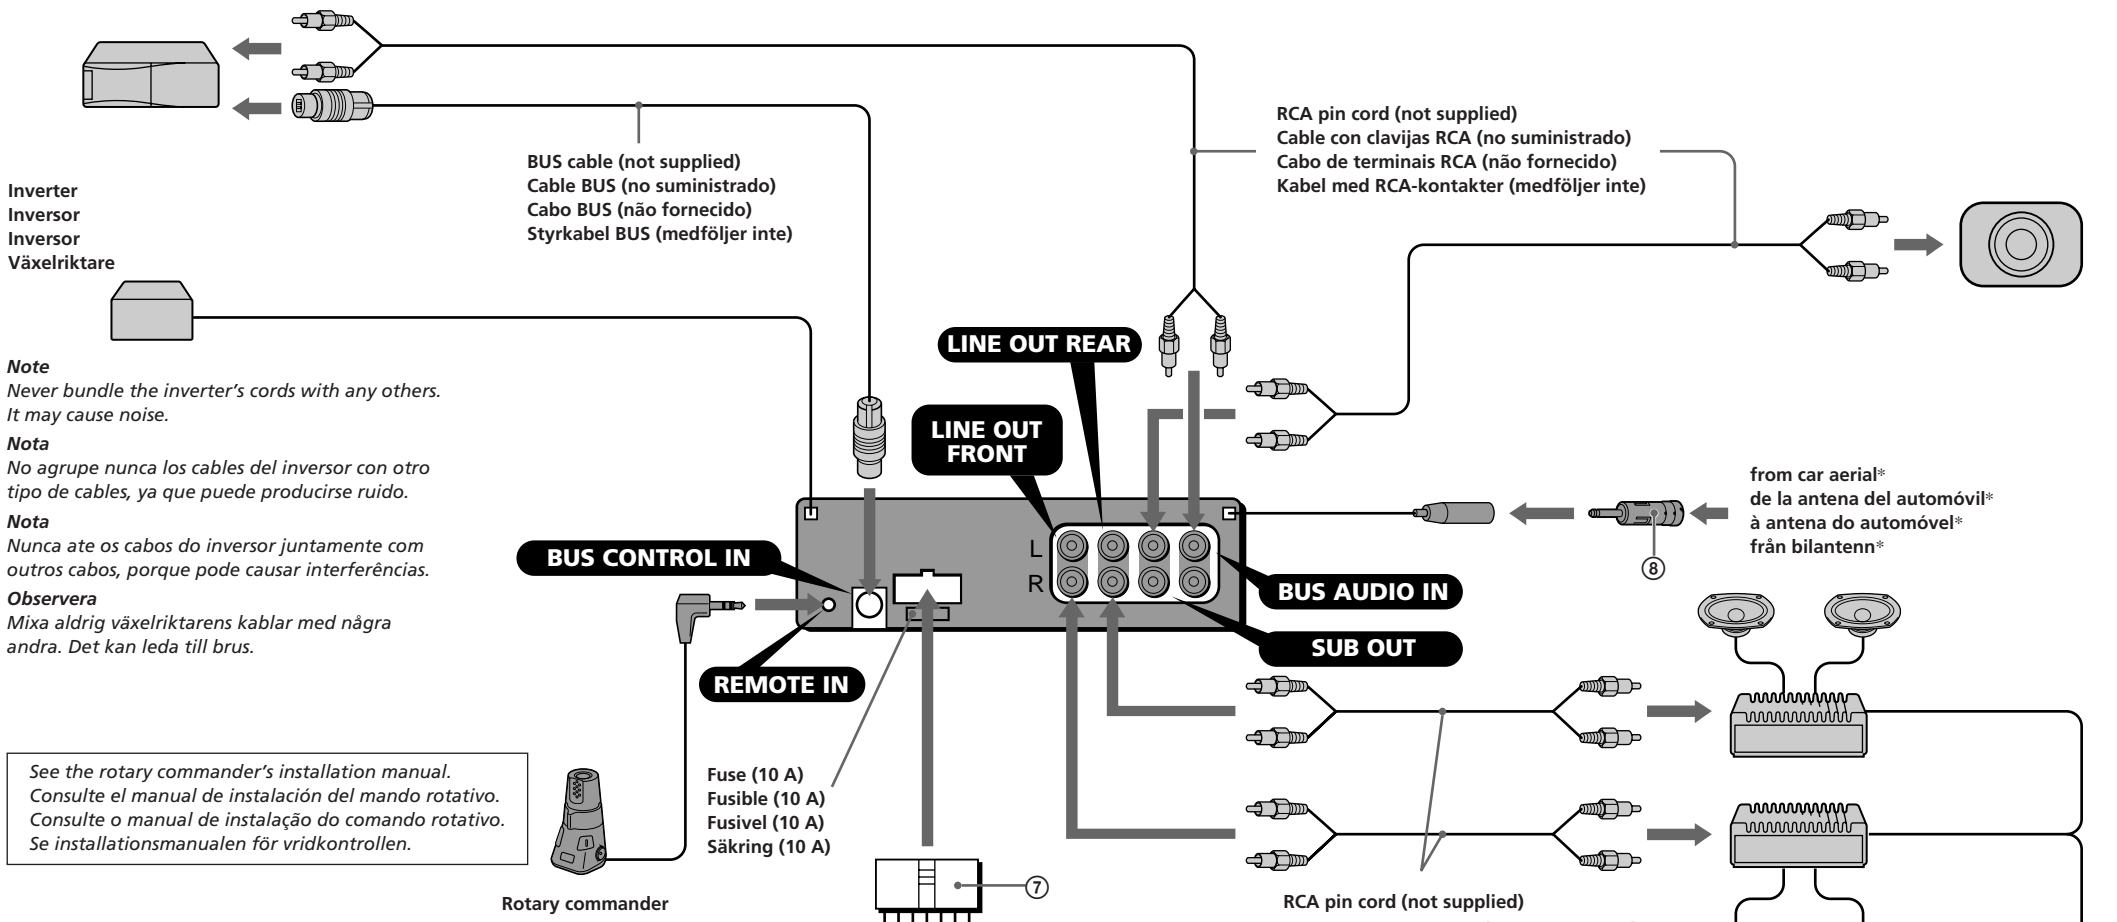 RCA pin cord (not supplied)
Cable con clavijas RCA (no suministrado)
Cabo de terminais RCA (não fornecido)
Kabel med RCA-kontakter (medföljer inte)
BUS cable (not supplied)
Cable BUS (no suministrado)
Cabo BUS (não fornecido)
Styrkabel BUS (medföljer inte)
Inverter
Inversor
Inversor
Växelriktare
Note
Never bundle the inverter’s cords with any others.
It may cause noise.
Nota
No agrupe nunca los cables del inversor con otro
tipo de cables, ya que puede producirse ruido.
Nota
Nunca ate os cabos do inversor juntamente com
outros cabos, porque pode causar interferências.
Observera
Mixa aldrig växelriktarens kablar med några
andra. Det kan leda till brus.
LINE OUT REAR
LINE OUT
FRONT
from car aerial*
de la antena del automóvil*
à antena do automóvel*
från bilantenn*
⑧
BUS CONTROL IN
L
R
BUS AUDIO IN
SUB OUT
REMOTE IN
See the rotary commander’s installation manual.
Consulte el manual de instalación del mando rotativo.
Consulte o manual de instalação do comando rotativo.
Se installationsmanualen för vridkontrollen.
Fuse (10 A)
Fusible (10 A)
Fusivel (10 A)
Säkring (10 A)
⑦
Rotary commander
RCA pin cord (not supplied)